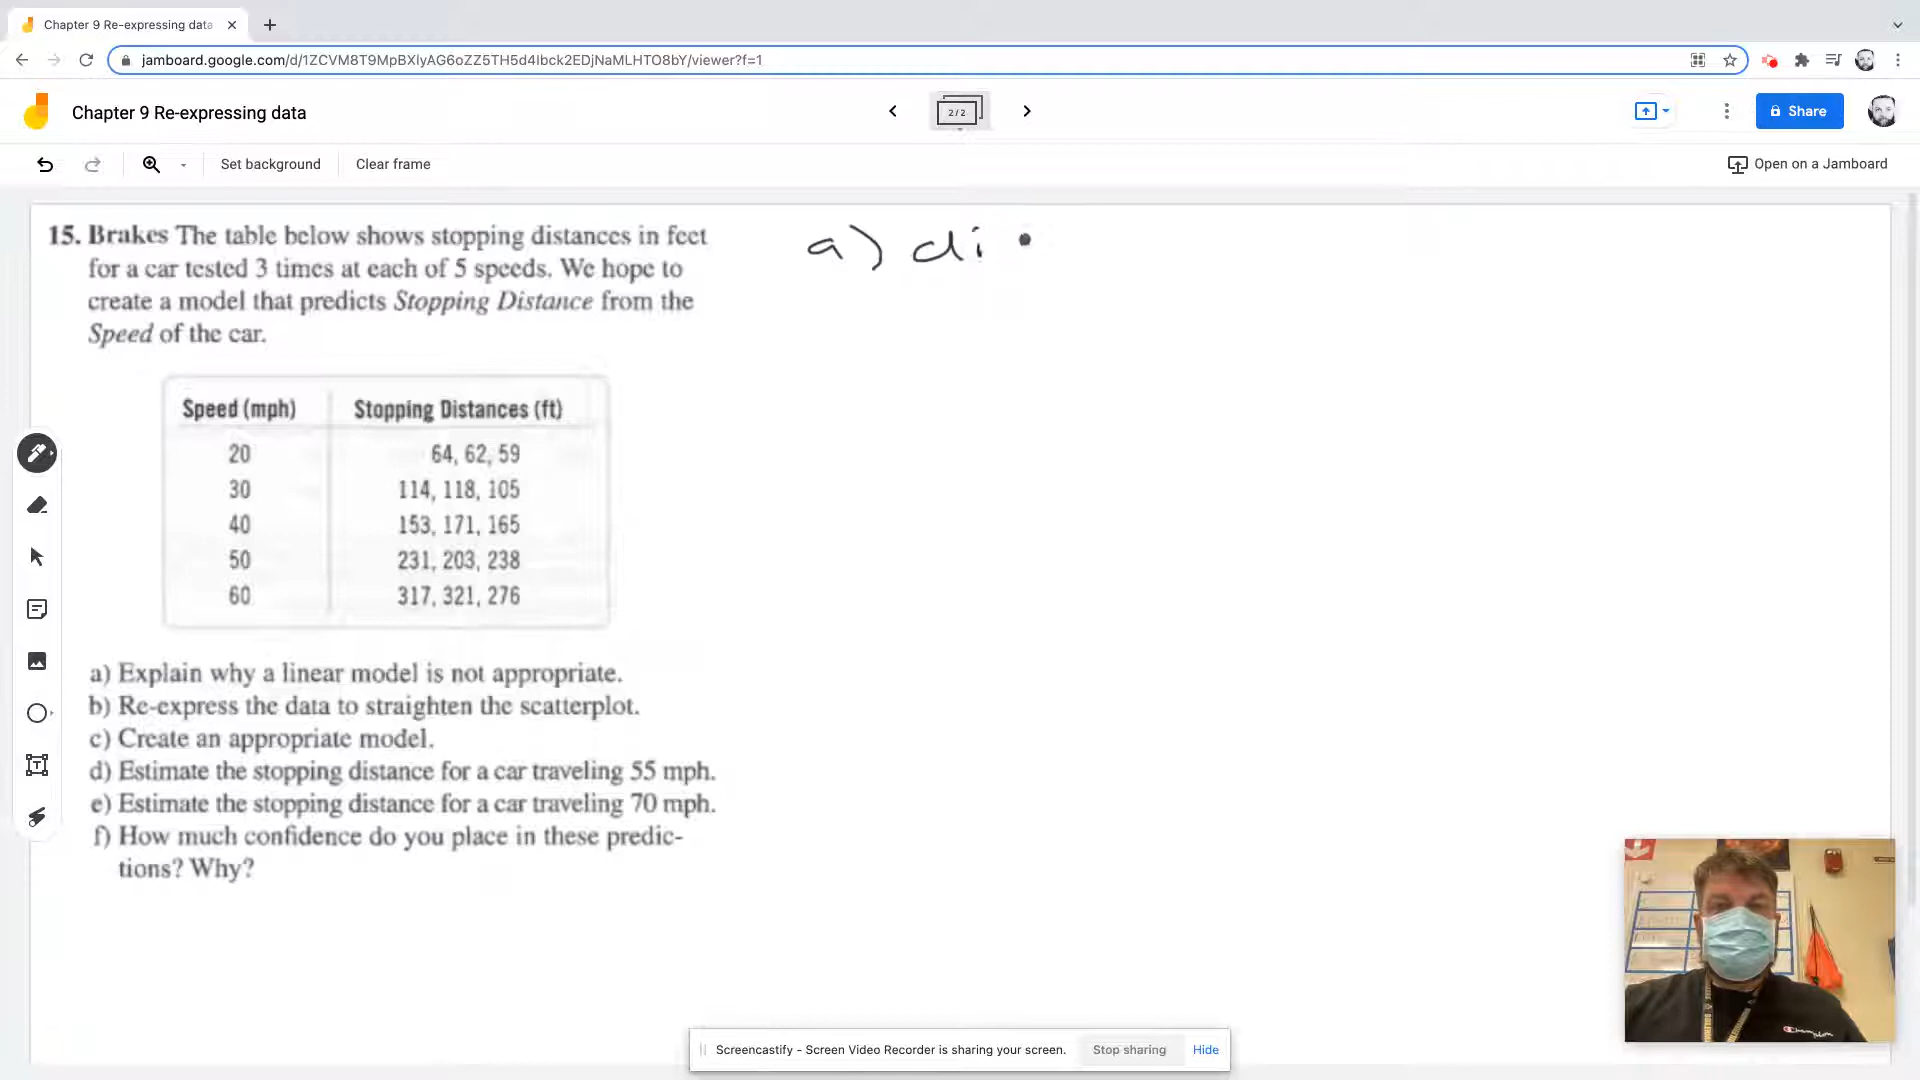 Chapter 9 Re-expressing data
jamboard.google.com/d/1ZCVM8T9MpBXlyAG6oZZ5TH5d4lbck2EDjNaMLHTO8bY/viewer?f=1
Chapter 9 Re-expressing data
2 / 2
Share
Set background
Clear frame
Open on a Jamboard
15. Brakes The table below shows stopping distances in feet
for a car tested 3 times at each of 5 speeds. We hope to
create a model that predicts Stopping Distance from the
Speed of the car.
a) di
Speed (mph) Stopping Distances (ft)
20 64, 62, 59
30 114, 118, 105
40 153, 171, 165
50 231, 203, 238
60 317, 321, 276
a) Explain why a linear model is not appropriate.
b) Re-express the data to straighten the scatterplot.
c) Create an appropriate model.
d) Estimate the stopping distance for a car traveling 55 mph.
e) Estimate the stopping distance for a car traveling 70 mph.
f) How much confidence do you place in these predic-
tions? Why?
Champion
Screencastify - Screen Video Recorder is sharing your screen.
Stop sharing
Hide